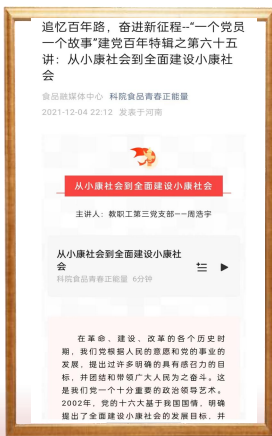 追忆百年路，奋进新征程--“一个党员
一个故事”建党百年特辑之第六十五
讲：从小康社会到全面建设小康社
会
食品融媒体中心 科院食品青春正能量
2021-12-04 22:12 发表于河南
从小康社会到全面建设小康社会
主讲人：教职工第三党支部——周浩宇
从小康社会到全面建设小康社
会
科院食品青春正能量 6分钟
在革命、建设、改革的各个历史时
期，我们党根据人民的意愿和党的事业的
发展，提出过许多明确的具有感召力的目
标，并团结和带领广大人民为之奋斗。这
是我们党一个十分重要的政治领导艺术。
2002年，党的十六大基于我国国情，明确
提出了全面建设小康社会的发展目标，并